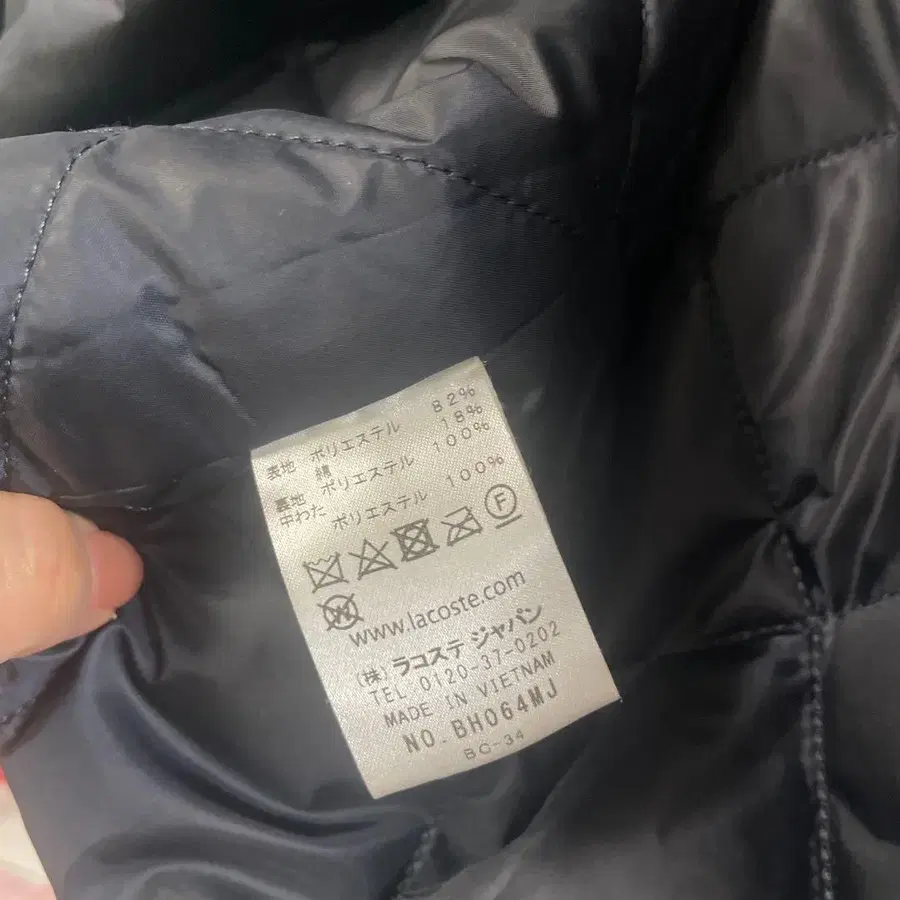 表地 ポリエステル 82%
綿 18%
裏地 ポリエステル 100%
中わた ポリエステル 100%
F
W
www.lacoste.com
(株) ラコステ ジャパン
TEL 0120-37-0202
MADE IN VIETNAM
NO.BH064MJ
BC-34